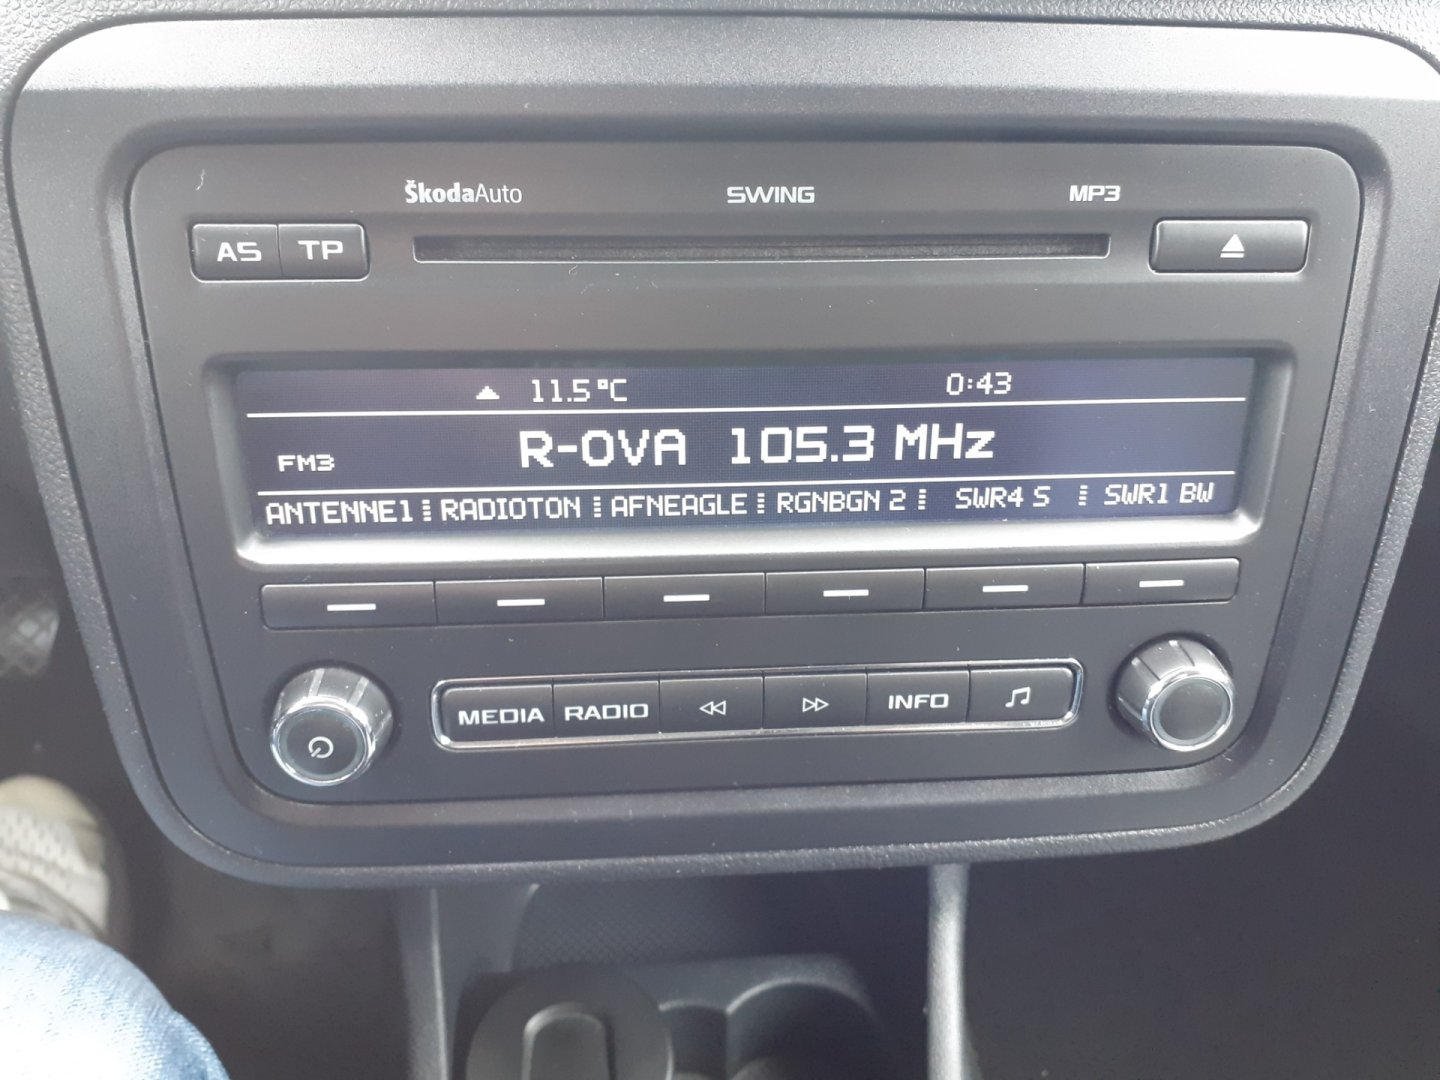 ŠkodaAuto SWING MP3
AS TP
11.5°C 0:43
FM3 R-OVA 105.3 MHz
ANTENNE1 RADIOTON AFNEAGLE RGNBGN 2 SWR4 S SWR1 BW
MEDIA RADIO INFO